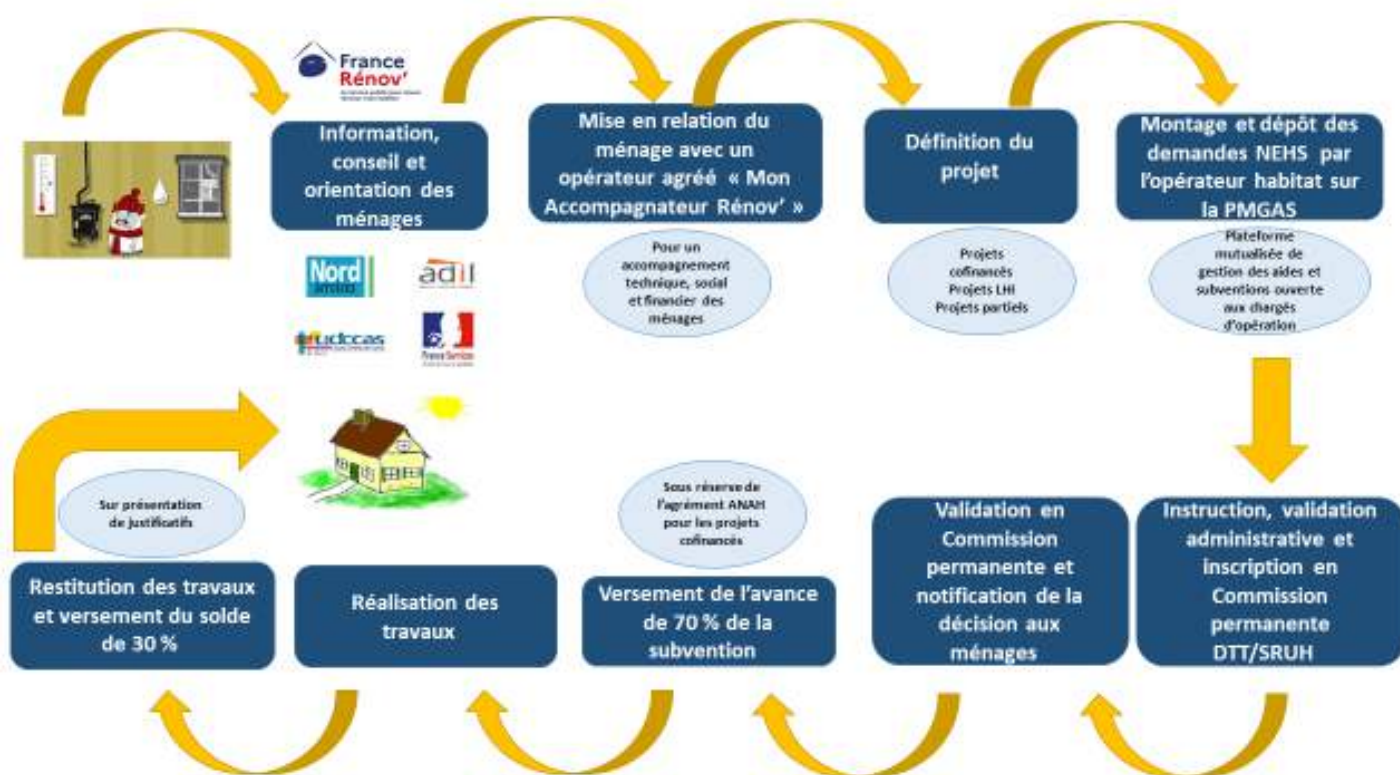 France
Rénov'
Information,
conseil et
orientation des
ménages
Nord
adil
udccas
France Services
Mise en relation du
ménage avec un
opérateur agréé « Mon
Accompagnateur Rénov' »
Pour un
accompagnement
technique, social
et financier des
ménages
Définition du
projet
Projets
cofinancés
Projets LHI
Projets partiels
Montage et dépôt des
demandes NEHS par
l'opérateur habitat sur
la PMGAS
Plateforme
mutualisée de
gestion des aides et
subventions ouverte
aux chargés
d'opération
Instruction, validation
administrative et
inscription en
Commission
permanente
DTT/SRUH
Validation en
Commission
permanente et
notification de la
décision aux
ménages
Sous réserve de
l'agrément ANAH
pour les projets
cofinancés
Versement de l'avance
de 70 % de la
subvention
Réalisation des
travaux
Sur présentation
de justificatifs
Restitution des travaux
et versement du solde
de 30 %